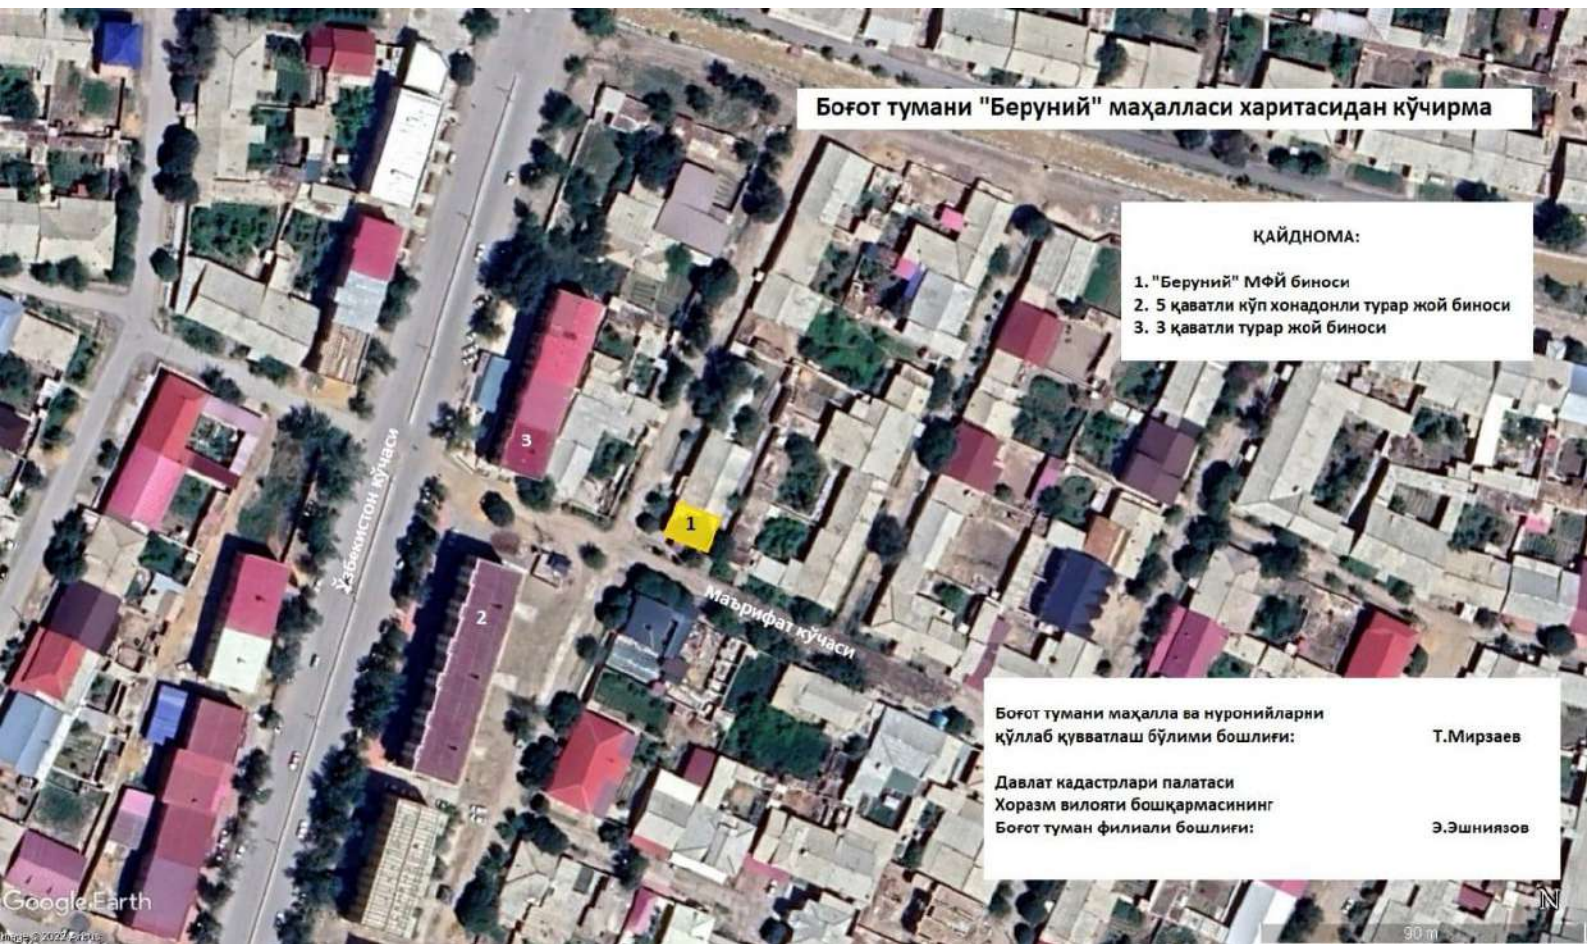 Боғот тумани "Беруний" маҳалласи харитасидан кўчирма
ҚАЙДНОМА:
1. "Беруний" МФЙ биноси
2. 5 қаватли кўп хонадонли турар жой биноси
3. 3 қаватли турар жой биноси
3
Ўзбекистон кўчаси
1
2
Маърифат кўчаси
Боғот тумани маҳалла ва нуронийларни
қўллаб қувватлаш бўлими бошлиғи: Т.Мирзаев
Давлат кадастрлари палатаси
Хоразм вилояти бошқармасининг
Боғот туман филиали бошлиғи: Э.Эшниязов
Google Earth
N
Image © 2022
90 m